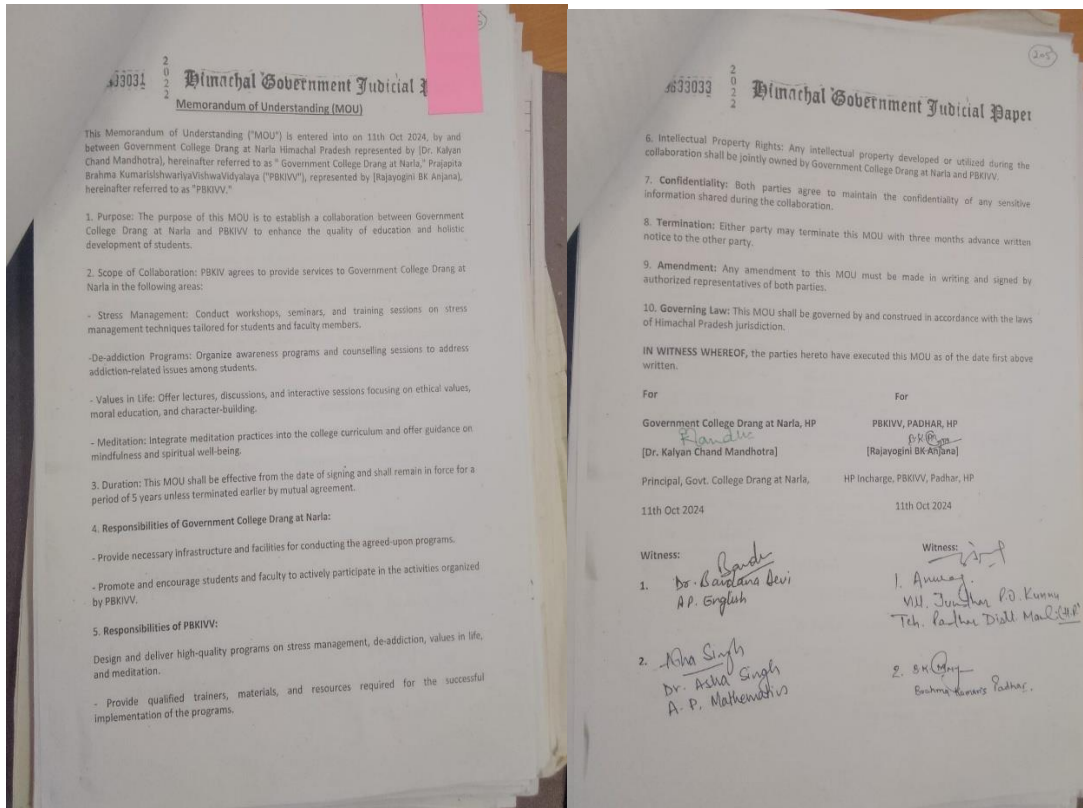 33031
2022
Himachal Government Judicial P
Memorandum of Understanding (MOU)
This Memorandum of Understanding ("MOU") is entered into on 11th Oct 2024, by and
between Government College Drang at Narla Himachal Pradesh represented by [Dr. Kalyan
Chand Mandhotra], hereinafter referred to as " Government College Drang at Narla," Prajapita
Brahma KumarisIshwariyaVishwaVidyalaya ("PBKIVV"), represented by [Rajayogini BK Anjana],
hereinafter referred to as "PBKIVV."
1. Purpose: The purpose of this MOU is to establish a collaboration between Government
College Drang at Narla and PBKIVV to enhance the quality of education and holistic
development of students.
2. Scope of Collaboration: PBKIV agrees to provide services to Government College Drang at
Narla in the following areas:
- Stress Management: Conduct workshops, seminars, and training sessions on stress
management techniques tailored for students and faculty members.
-De-addiction Programs: Organize awareness programs and counselling sessions to address
addiction-related issues among students.
- Values in Life: Offer lectures, discussions, and interactive sessions focusing on ethical values,
moral education, and character-building.
- Meditation: Integrate meditation practices into the college curriculum and offer guidance on
mindfulness and spiritual well-being.
3. Duration: This MOU shall be effective from the date of signing and shall remain in force for a
period of 5 years unless terminated earlier by mutual agreement.
4. Responsibilities of Government College Drang at Narla:
- Provide necessary infrastructure and facilities for conducting the agreed-upon programs.
- Promote and encourage students and faculty to actively participate in the activities organized
by PBKIVV.
5. Responsibilities of PBKIVV:
Design and deliver high-quality programs on stress management, de-addiction, values in life,
and meditation.
- Provide qualified trainers, materials, and resources required for the successful
implementation of the programs.
205
33033
2022
Himachal Government Judicial Paper
6. Intellectual Property Rights: Any intellectual property developed or utilized during the
collaboration shall be jointly owned by Government College Drang at Narla and PBKIVV.
7. Confidentiality: Both parties agree to maintain the confidentiality of any sensitive
information shared during the collaboration.
8. Termination: Either party may terminate this MOU with three months advance written
notice to the other party.
9. Amendment: Any amendment to this MOU must be made in writing and signed by
authorized representatives of both parties.
10. Governing Law: This MOU shall be governed by and construed in accordance with the laws
of Himachal Pradesh jurisdiction.
IN WITNESS WHEREOF, the parties hereto have executed this MOU as of the date first above
written.
For For
Government College Drang at Narla, HP PBKIVV, PADHAR, HP
[Dr. Kalyan Chand Mandhotra] [Rajayogini BK Anjana]
Principal, Govt. College Drang at Narla, HP Incharge, PBKIVV, Padhar, HP
11th Oct 2024 11th Oct 2024
Witness: Witness:
1. Dr. Bandana Devi
A.P. English
1. Anurag.
Vill. P.O. Kunnu
Teh. Padhar Distt Mandi (H.P)
2. Asha Singh
Dr. Asha Singh
A.P. Mathematics
2. BK
Brahma Kumaris Padhar.